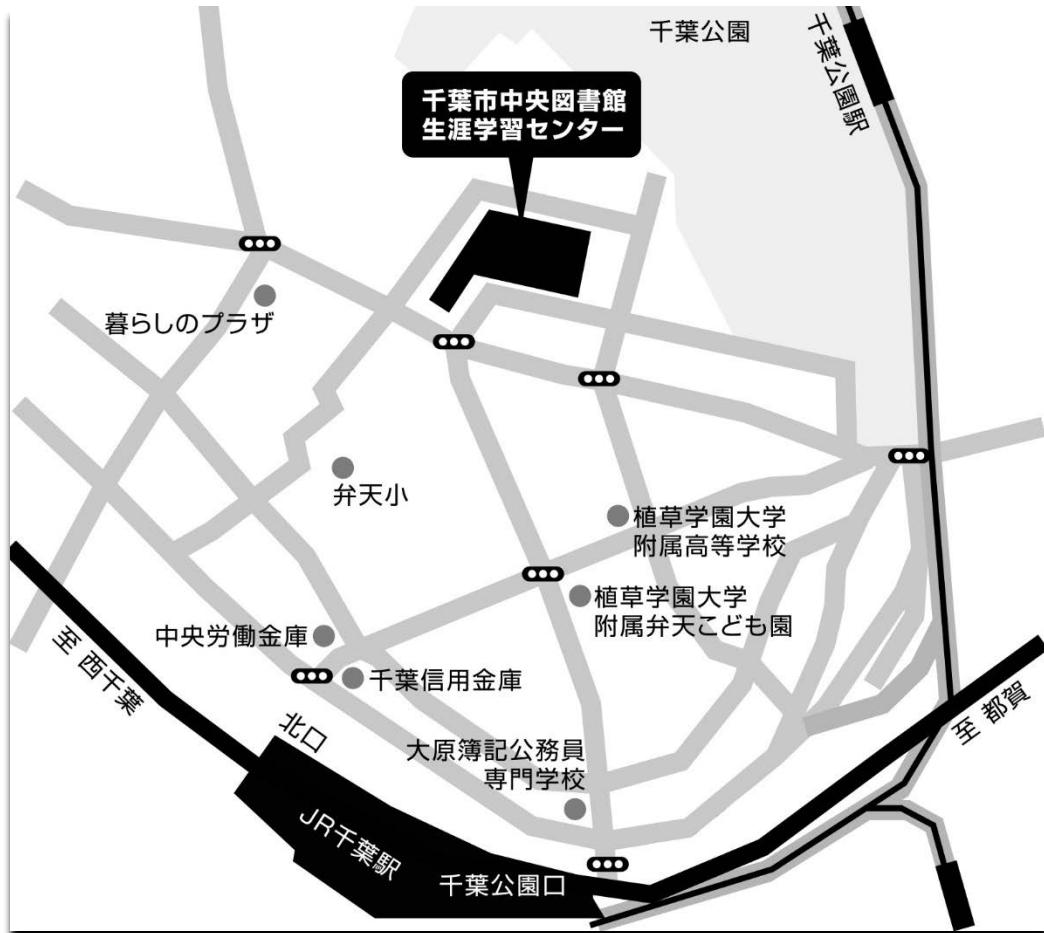 千葉公園
千葉公園駅
千葉市中央図書館
生涯学習センター
暮らしのプラザ
弁天小
植草学園大学
附属高等学校
植草学園大学
附属弁天こども園
中央労働金庫
千葉信用金庫
至 西千葉
北口
大原簿記公務員
専門学校
至 都賀
JR千葉駅
千葉公園口